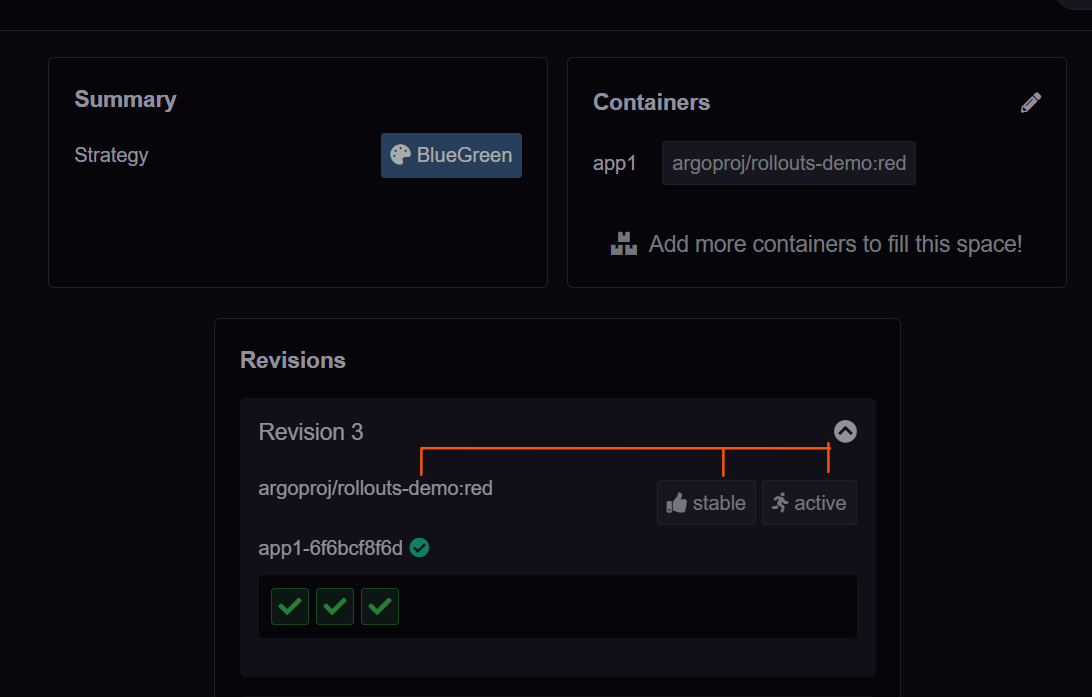 Summary
Strategy
BlueGreen
Containers
app1
argoproj/rollouts-demo:red
Add more containers to fill this space!
Revisions
Revision 3
argoproj/rollouts-demo:red
stable
active
app1-6f6bcf8f6d